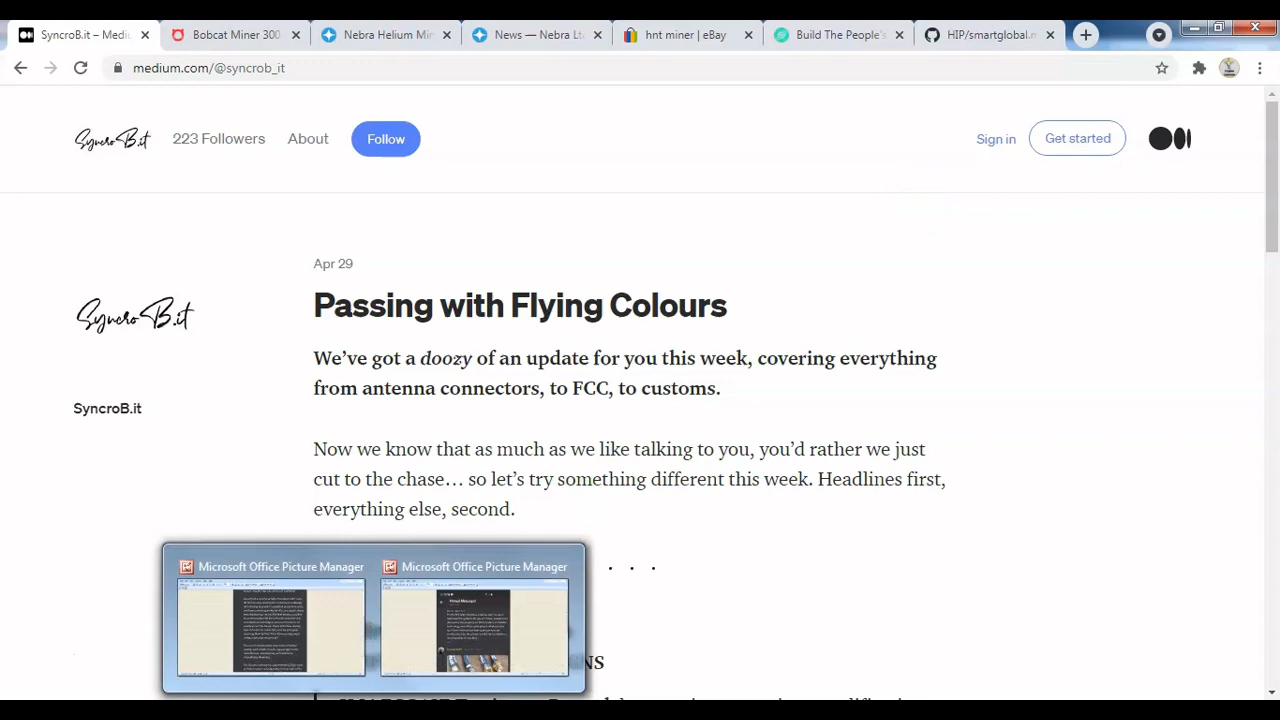 SyncroB.it – Mediu
Bobcat Miner 300
Nebra Helium Min
hnt miner | eBay
Build The People's
HIP/smartglobal.m
medium.com/@syncrob_it
SyncroB.it
223 Followers
About
Follow
Sign in
Get started
Apr 29
Passing with Flying Colours
SyncroB.it
We've got a doozy of an update for you this week, covering everything
from antenna connectors, to FCC, to customs.
SyncroB.it
Now we know that as much as we like talking to you, you'd rather we just
cut to the chase… so let's try something different this week. Headlines first,
everything else, second.
. . .
Microsoft Office Picture Manager
Microsoft Office Picture Manager
NS